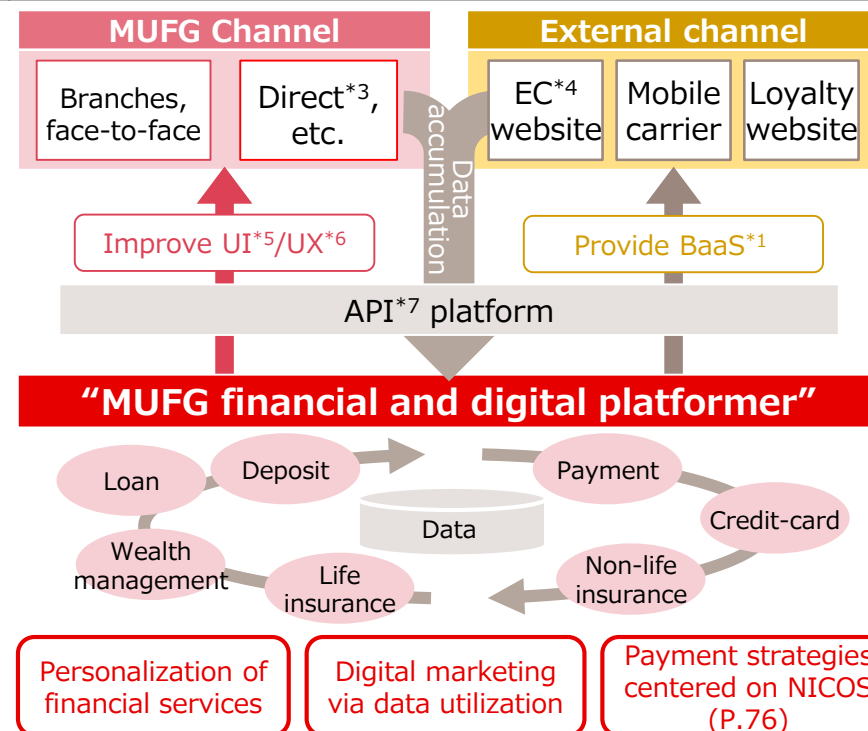 MUFG Channel
External channel
Branches,
face-to-face
Direct*3,
etc.
Data
accumulation
EC*4
website
Mobile
carrier
Loyalty
website
Improve UI*5/UX*6
Provide BaaS*1
API*7 platform
“MUFG financial and digital platformer”
Loan
Deposit
Payment
Credit-card
Data
Wealth
management
Life
insurance
Non-life
insurance
Personalization of
financial services
Digital marketing
via data utilization
Payment strategies
centered on NICOS
(P.76)